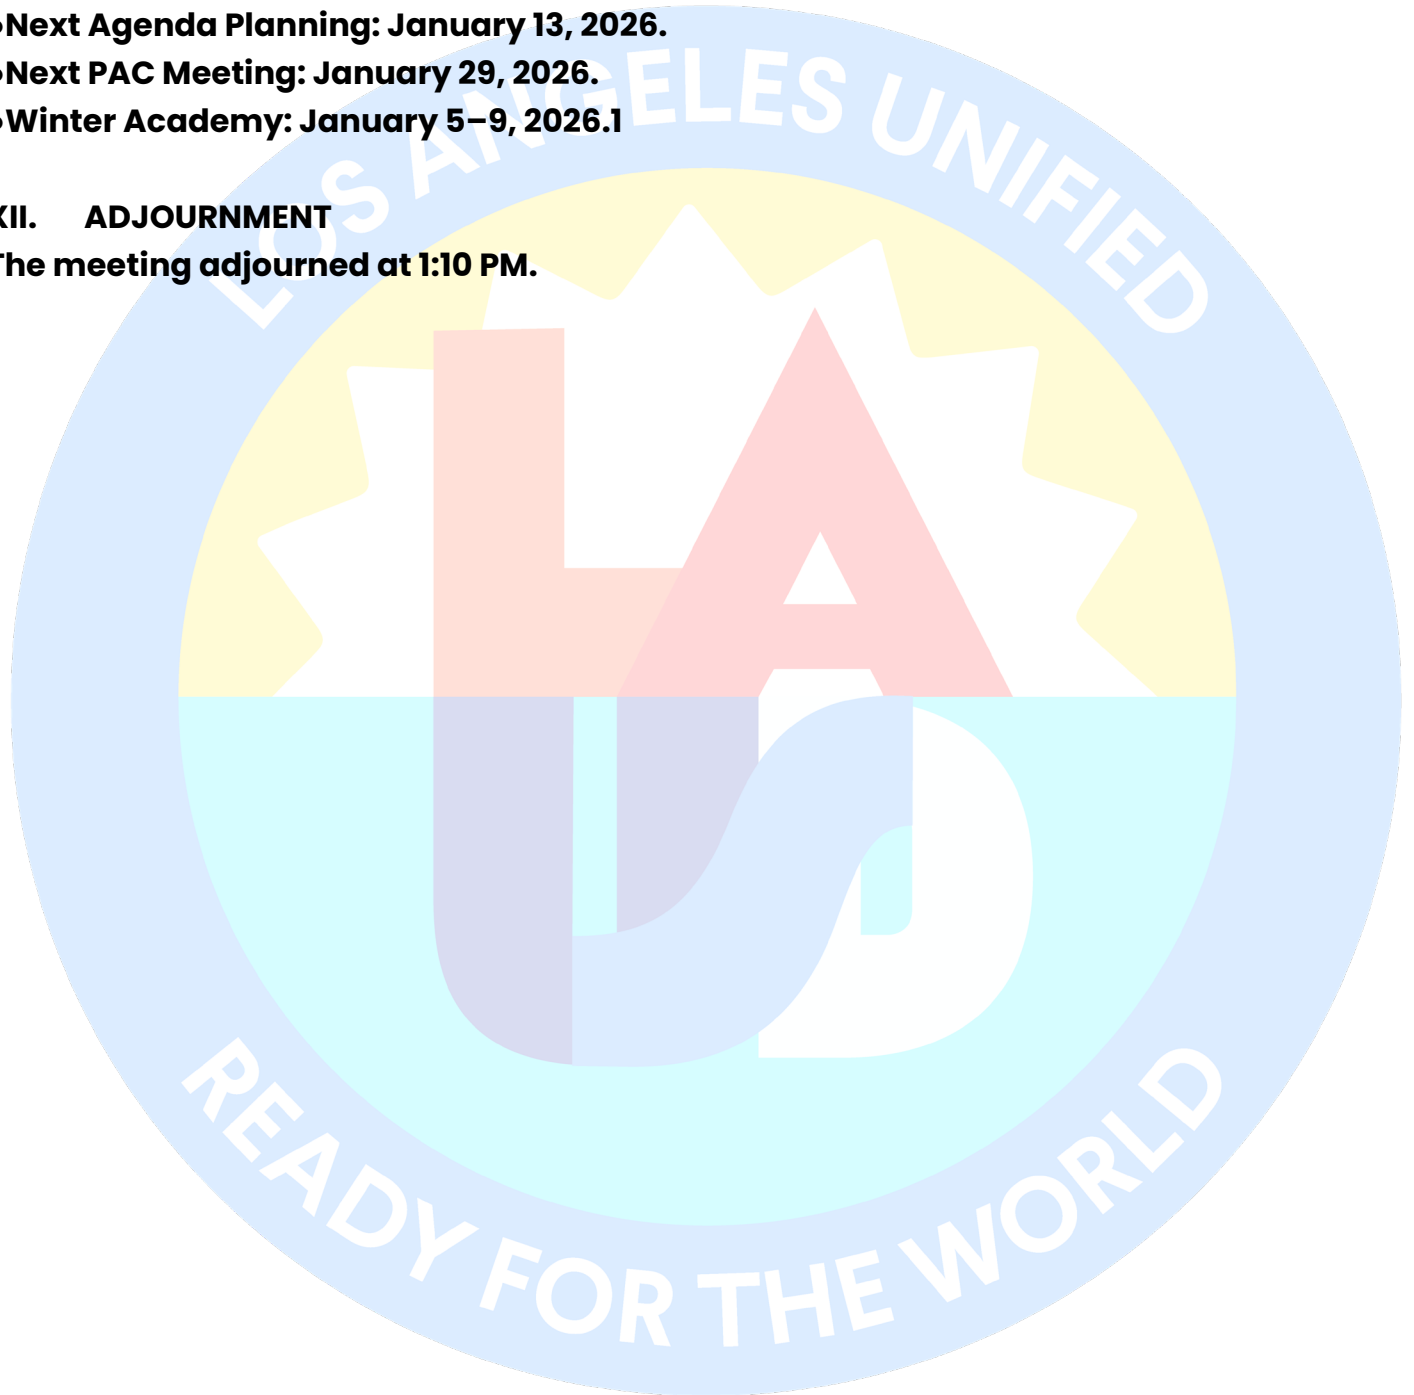 •Next Agenda Planning: January 13, 2026.
•Next PAC Meeting: January 29, 2026.
•Winter Academy: January 5–9, 2026.1
XII. ADJOURNMENT
The meeting adjourned at 1:10 PM.
LOS ANGELES UNIFIED
LAUSD
READY FOR THE WORLD